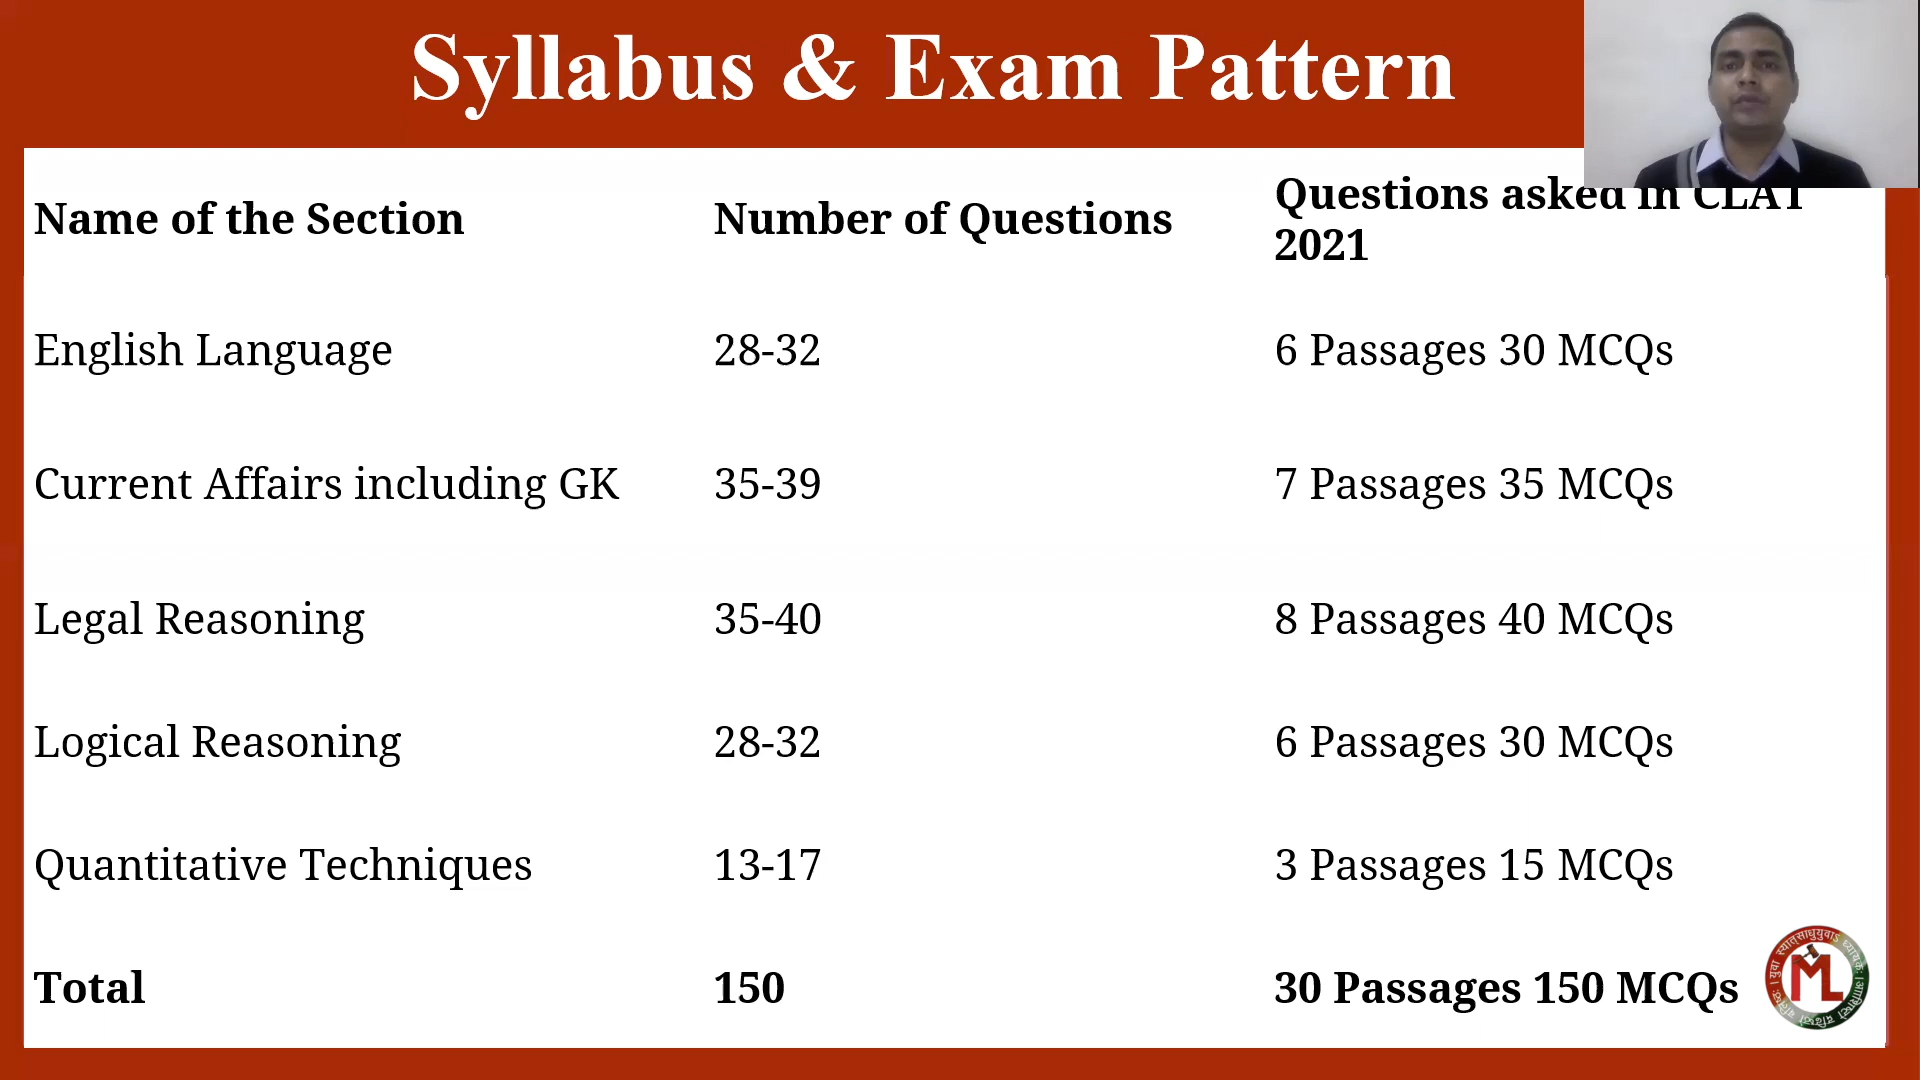 Syllabus & Exam Pattern
Name of the Section Number of Questions Questions asked in CLAT
2021
English Language 28-32 6 Passages 30 MCQs
Current Affairs including GK 35-39 7 Passages 35 MCQs
Legal Reasoning 35-40 8 Passages 40 MCQs
Logical Reasoning 28-32 6 Passages 30 MCQs
Quantitative Techniques 13-17 3 Passages 15 MCQs
Total 150 30 Passages 150 MCQs
ML